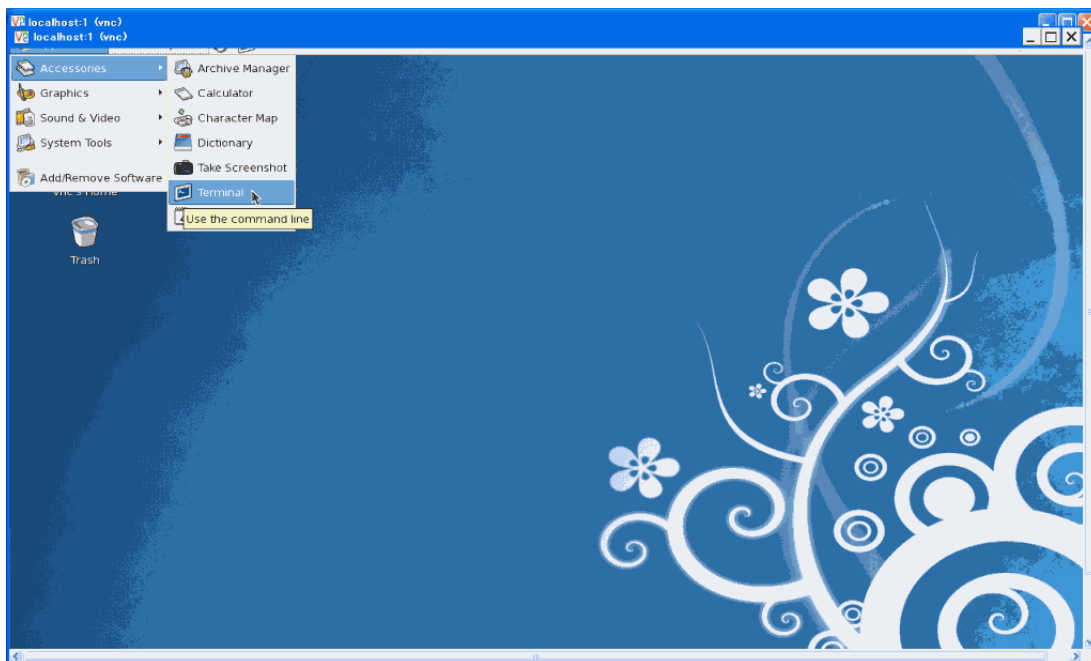 localhost:1 (vnc)
localhost:1 (vnc)
Accessories
Graphics
Sound & Video
System Tools
Add/Remove Software
Archive Manager
Calculator
Character Map
Dictionary
Take Screenshot
Terminal
Use the command line
Trash